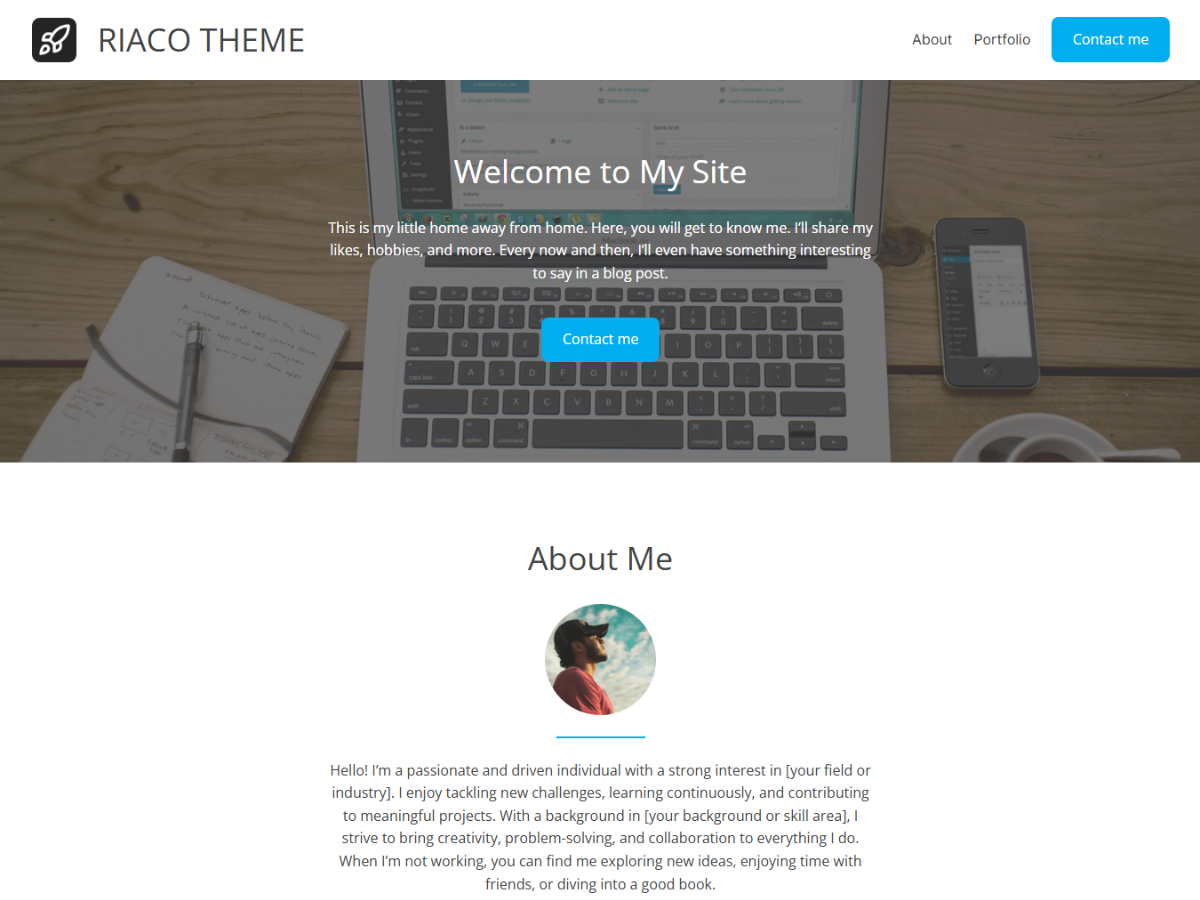 RIACO THEME
About Portfolio Contact me
Welcome to My Site
This is my little home away from home. Here, you will get to know me. I’ll share my
likes, hobbies, and more. Every now and then, I’ll even have something interesting
to say in a blog post.
Contact me
About Me
Hello! I’m a passionate and driven individual with a strong interest in [your field or
industry]. I enjoy tackling new challenges, learning continuously, and contributing
to meaningful projects. With a background in [your background or skill area], I
strive to bring creativity, problem-solving, and collaboration to everything I do.
When I’m not working, you can find me exploring new ideas, enjoying time with
friends, or diving into a good book.